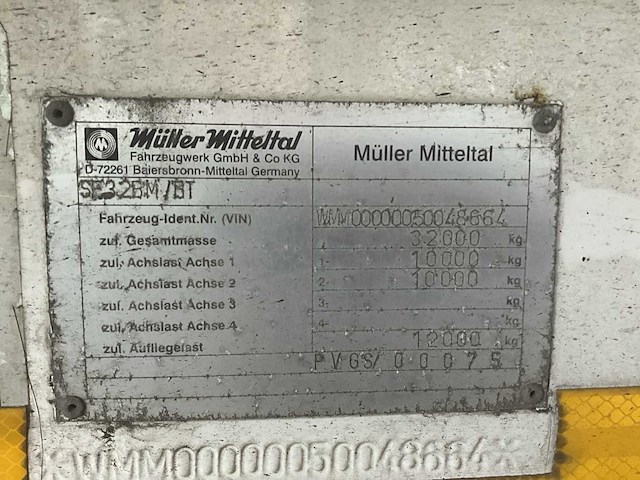 Müller Mitteltal
Fahrzeugwerk GmbH & Co KG
D-72261 Baiersbronn-Mitteltal Germany
Müller Mitteltal
SE32BM/BT
Fahrzeug-Ident.Nr. (VIN) WMM00000050048664
zul. Gesamtmasse 32000 kg
zul. Achslast Achse 1 1- 10000 kg
zul. Achslast Achse 2 2- 10000 kg
zul. Achslast Achse 3 3- kg
zul. Achslast Achse 4 4- kg
zul. Aufliegelast 12000 kg
PVGS/00075
WMM00000050048664